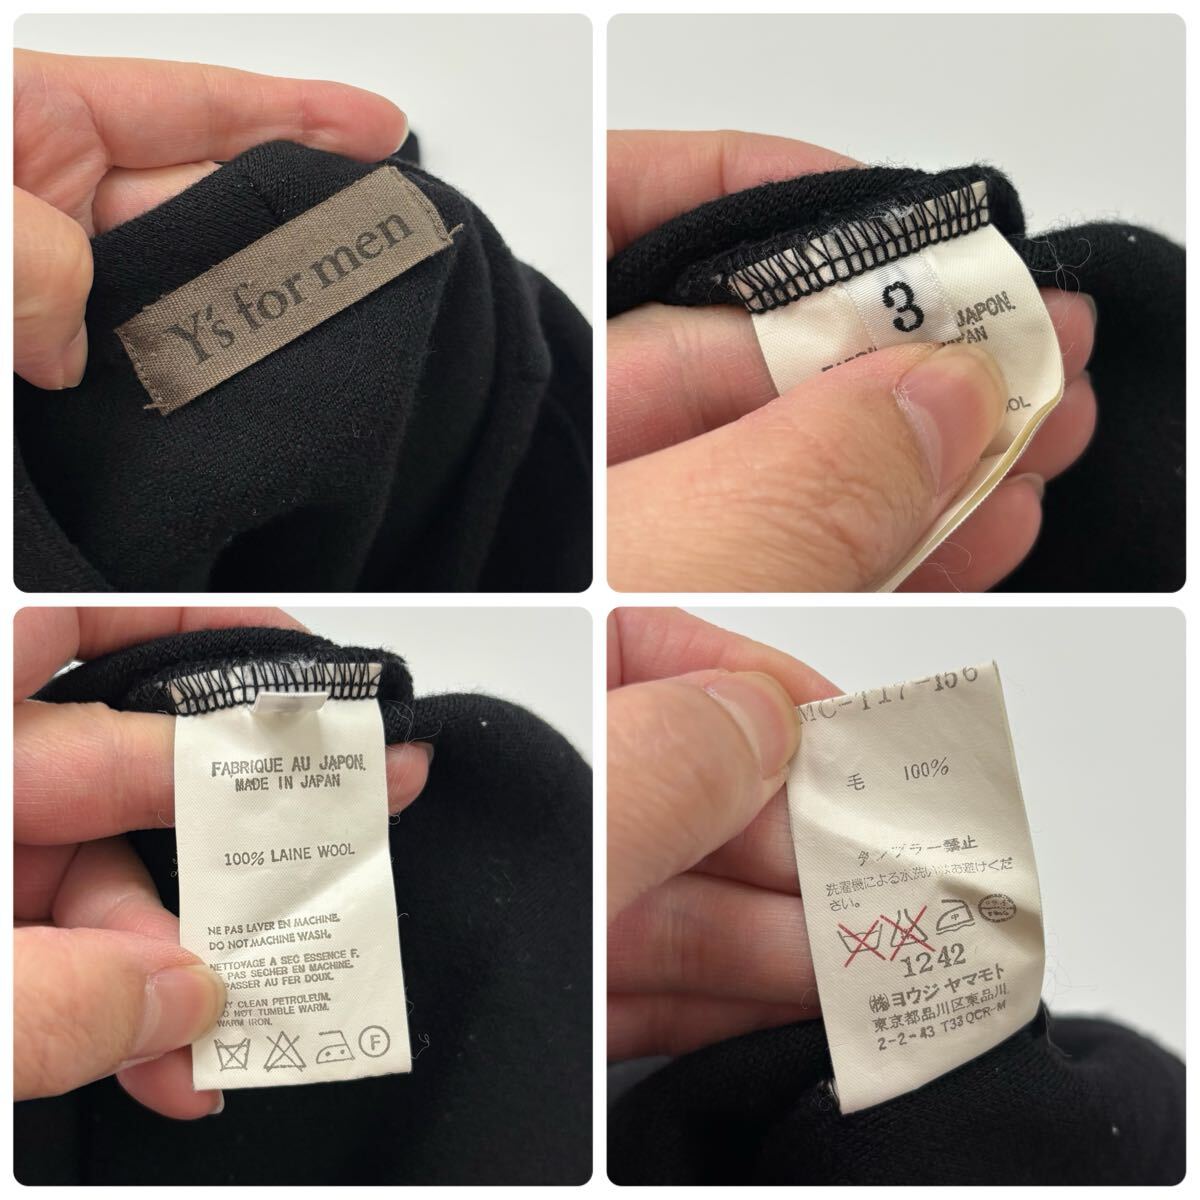 Y's for men
3
JAPON.
FABRIQUE AU JAPON.
MADE IN JAPAN
100% LAINE WOOL
NE PAS LAVER EN MACHINE.
DO NOT MACHINE WASH.
NETTOYAGE A SEC ESSENCE F.
PAS SECHER EN MACHINE.
PASSER AU FER DOUX.
CLEAN PETROLEUM.
NOT TUMBLE WARM.
WARM IRON.
F
MC-T17-156
毛 100%
タンブラー禁止
洗濯機による水洗いはお避けくだ
さい。
1242
㈱ヨウジヤマモト
東京都品川区東品川
2-2-43 T33 QCR-M